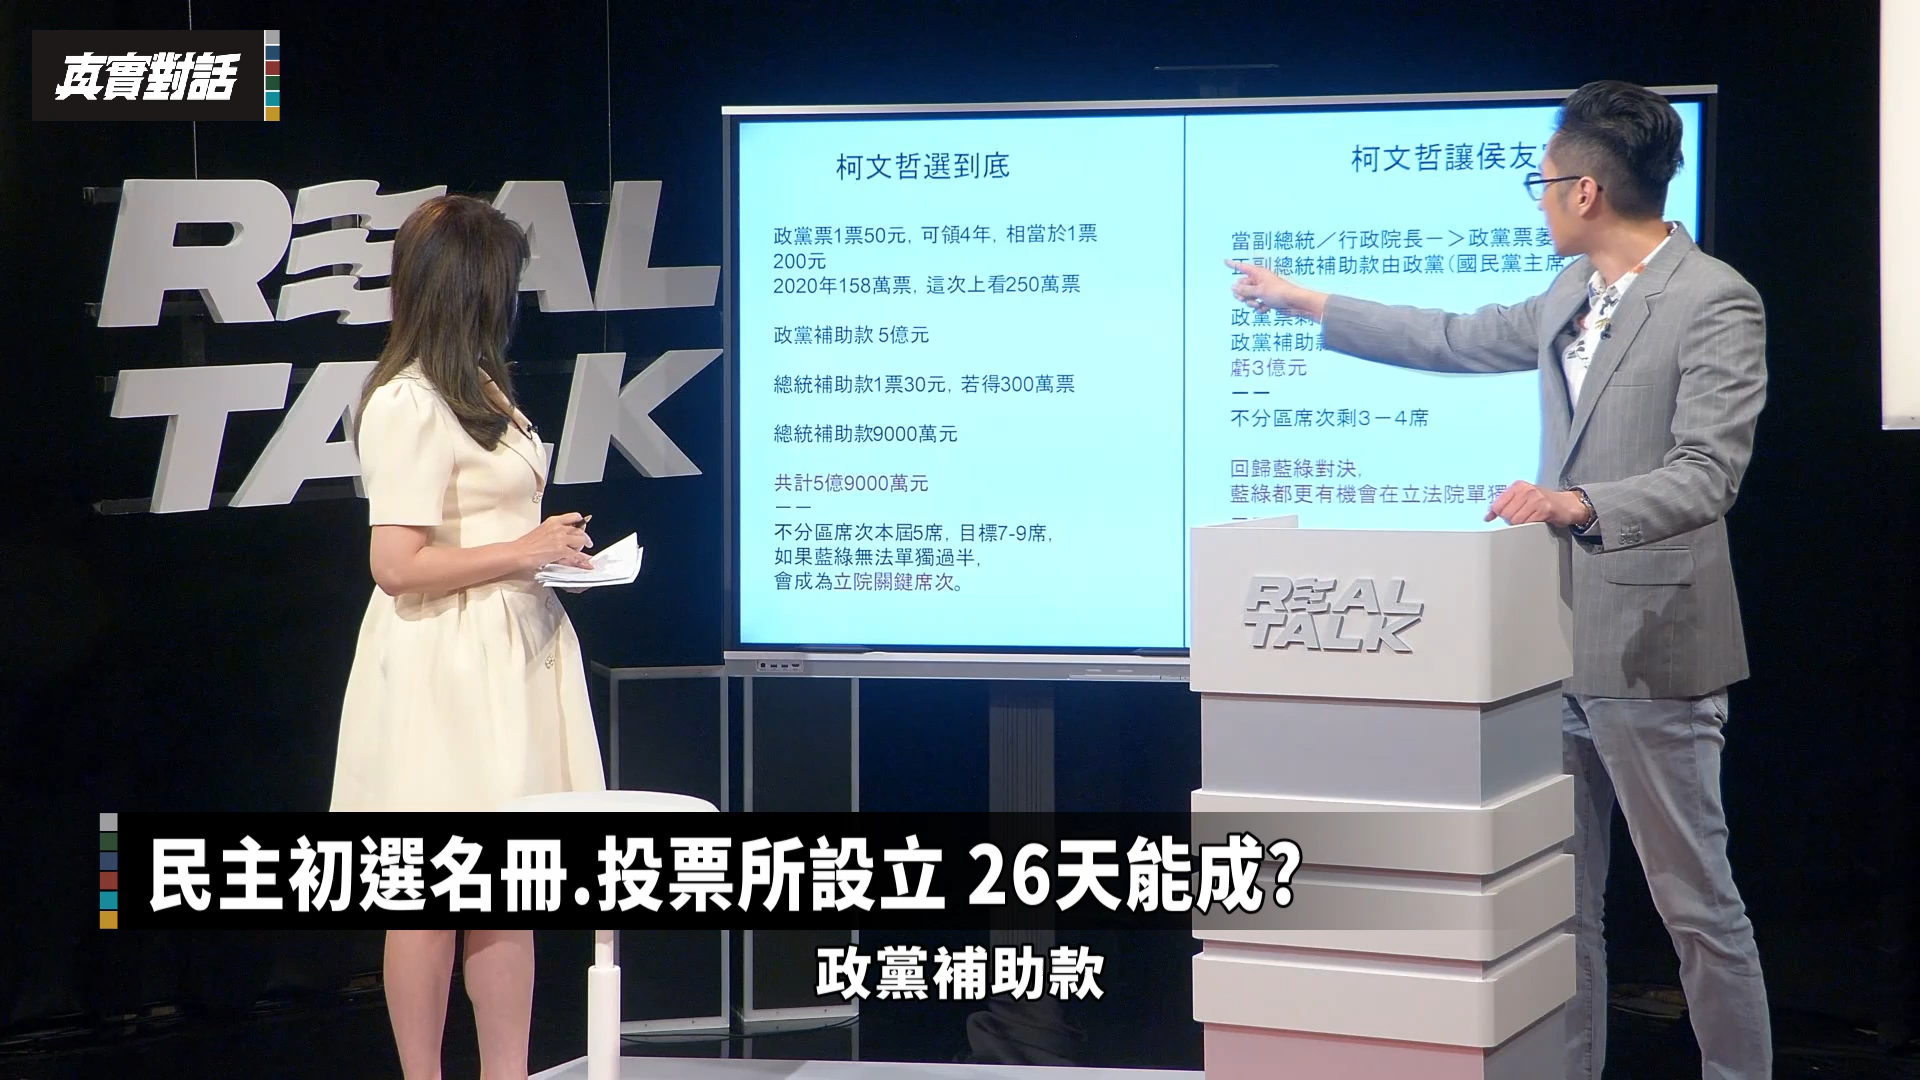 真實對話
REAL
TALK
柯文哲選到底
政黨票1票50元, 可領4年, 相當於1票
200元
2020年158萬票, 這次上看250萬票
政黨補助款 5億元
總統補助款1票30元, 若得300萬票
總統補助款9000萬元
共計5億9000萬元
——
不分區席次本屆5席, 目標7-9席,
如果藍綠無法單獨過半,
會成為立院關鍵席次。
柯文哲讓侯友
當副總統／行政院長－＞政黨票萎
正副總統補助款由政黨(國民黨主席
政黨票剩
政黨補助
虧3億元
——
不分區席次剩3－4席
回歸藍綠對決,
藍綠都更有機會在立法院單獨
REAL
TALK
民主初選名冊.投票所設立 26天能成?
政黨補助款